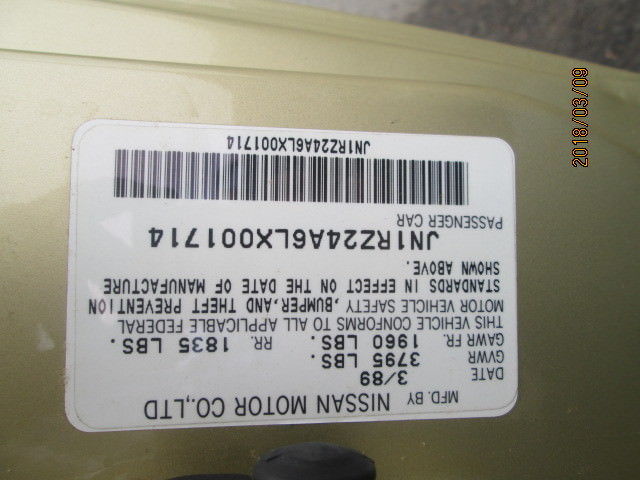 MFD. BY NISSAN MOTOR CO.,LTD
DATE 3/89
GVWR 3795 LBS.
GAWR FR. 1960 LBS. RR. 1835 LBS.
THIS VEHICLE CONFORMS TO ALL APPLICABLE FEDERAL
MOTOR VEHICLE SAFETY ,BUMPER,AND THEFT PREVENTION
STANDARDS IN EFFECT ON THE DATE OF MANUFACTURE
SHOWN ABOVE.
JN1RZ24A6LX001714
PASSENGER CAR
JN1RZ24A6LX001714
2018/03/09